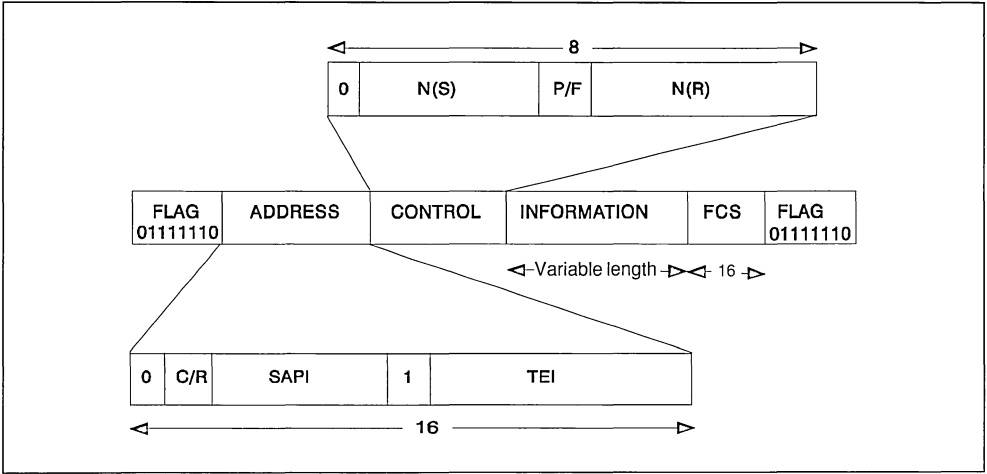 8
0 N(S) P/F N(R)
FLAG ADDRESS CONTROL INFORMATION FCS FLAG
01111110 01111110
Variable length 16
0 C/R SAPI 1 TEI
16